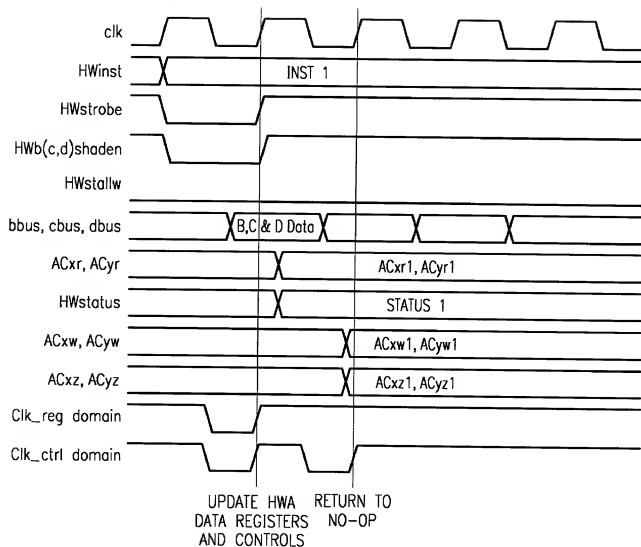 clk
HWinst
INST 1
HWstrobe
HWb(c,d)shaden
HWstallw
bbus, cbus, dbus
B,C & D Data
ACxr, ACyr
ACxr1, ACyr1
HWstatus
STATUS 1
ACxw, ACyw
ACxw1, ACyw1
ACxz, ACyz
ACxz1, ACyz1
Clk_reg domain
Clk_ctrl domain
UPDATE HWA
DATA REGISTERS
AND CONTROLS
RETURN TO
NO-OP